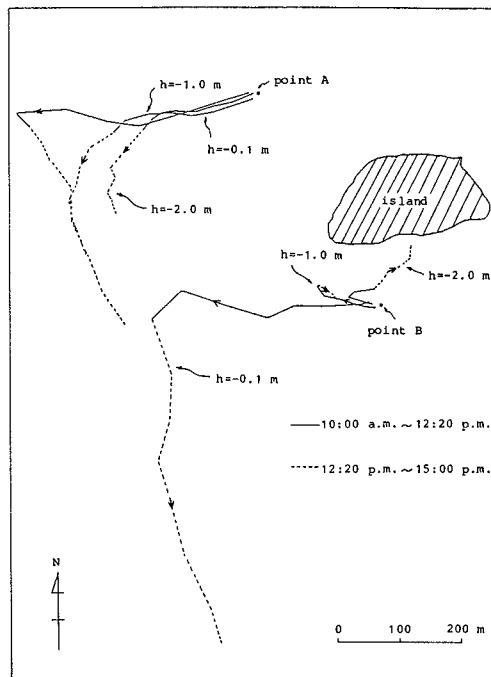 h=-1.0 m
point A
h=-0.1 m
island
h=-2.0 m
h=-1.0 m
h=-2.0 m
point B
h=-0.1 m
10:00 a.m.～12:20 p.m.
12:20 p.m.～15:00 p.m.
N
0 100 200 m